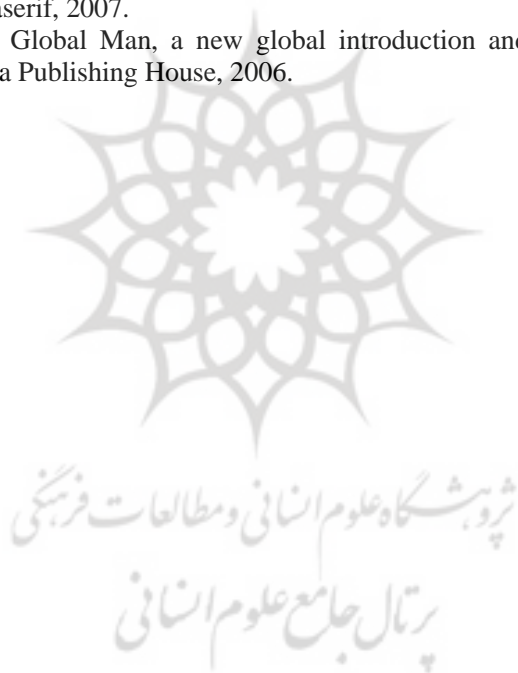 aserif, 2007.
Global Man, a new global introduction and
a Publishing House, 2006.
پژوهشگاه علوم انسانی و مطالعات فرهنگی
پرتال جامع علوم انسانی